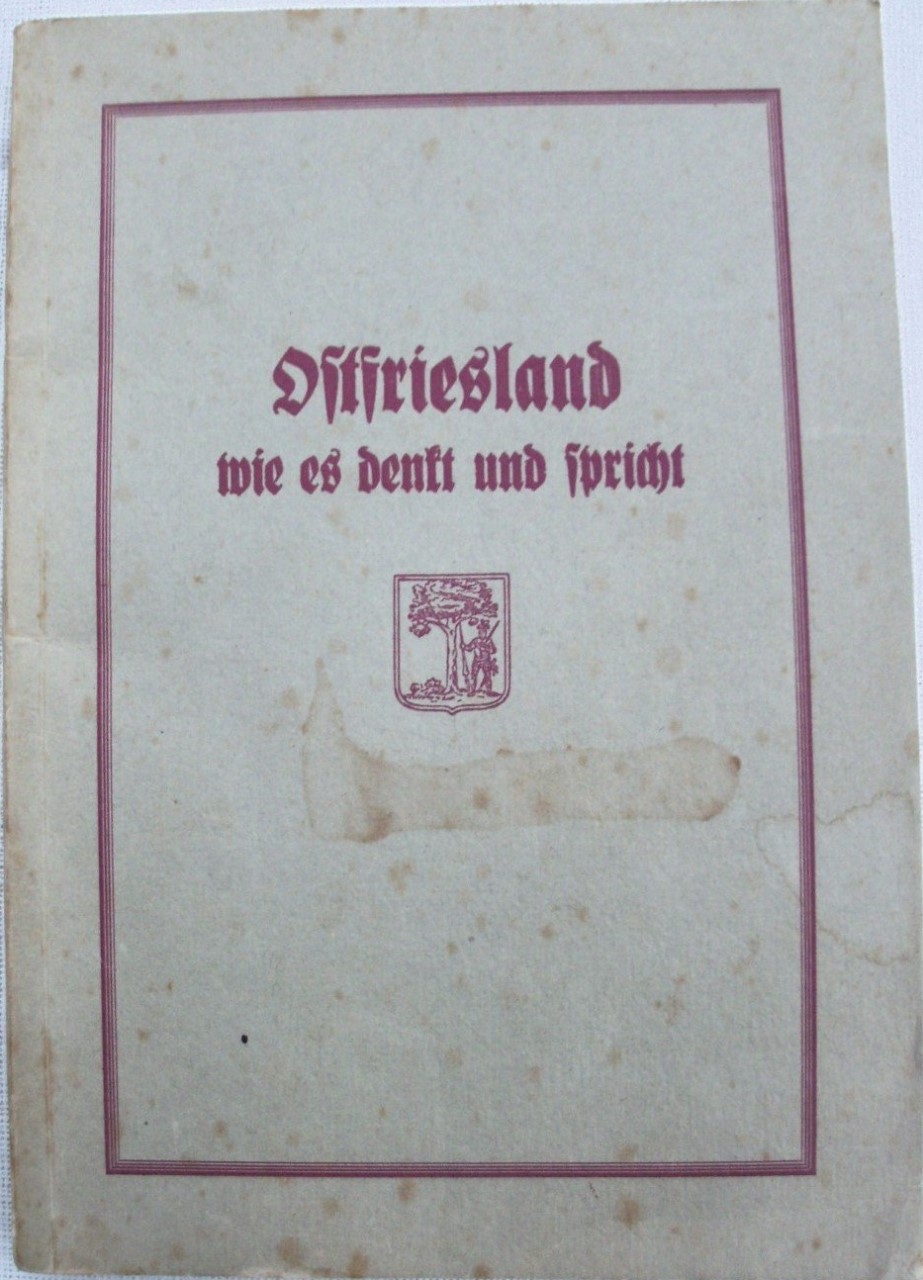 Oſtfriesland
wie es denkt und ſpricht